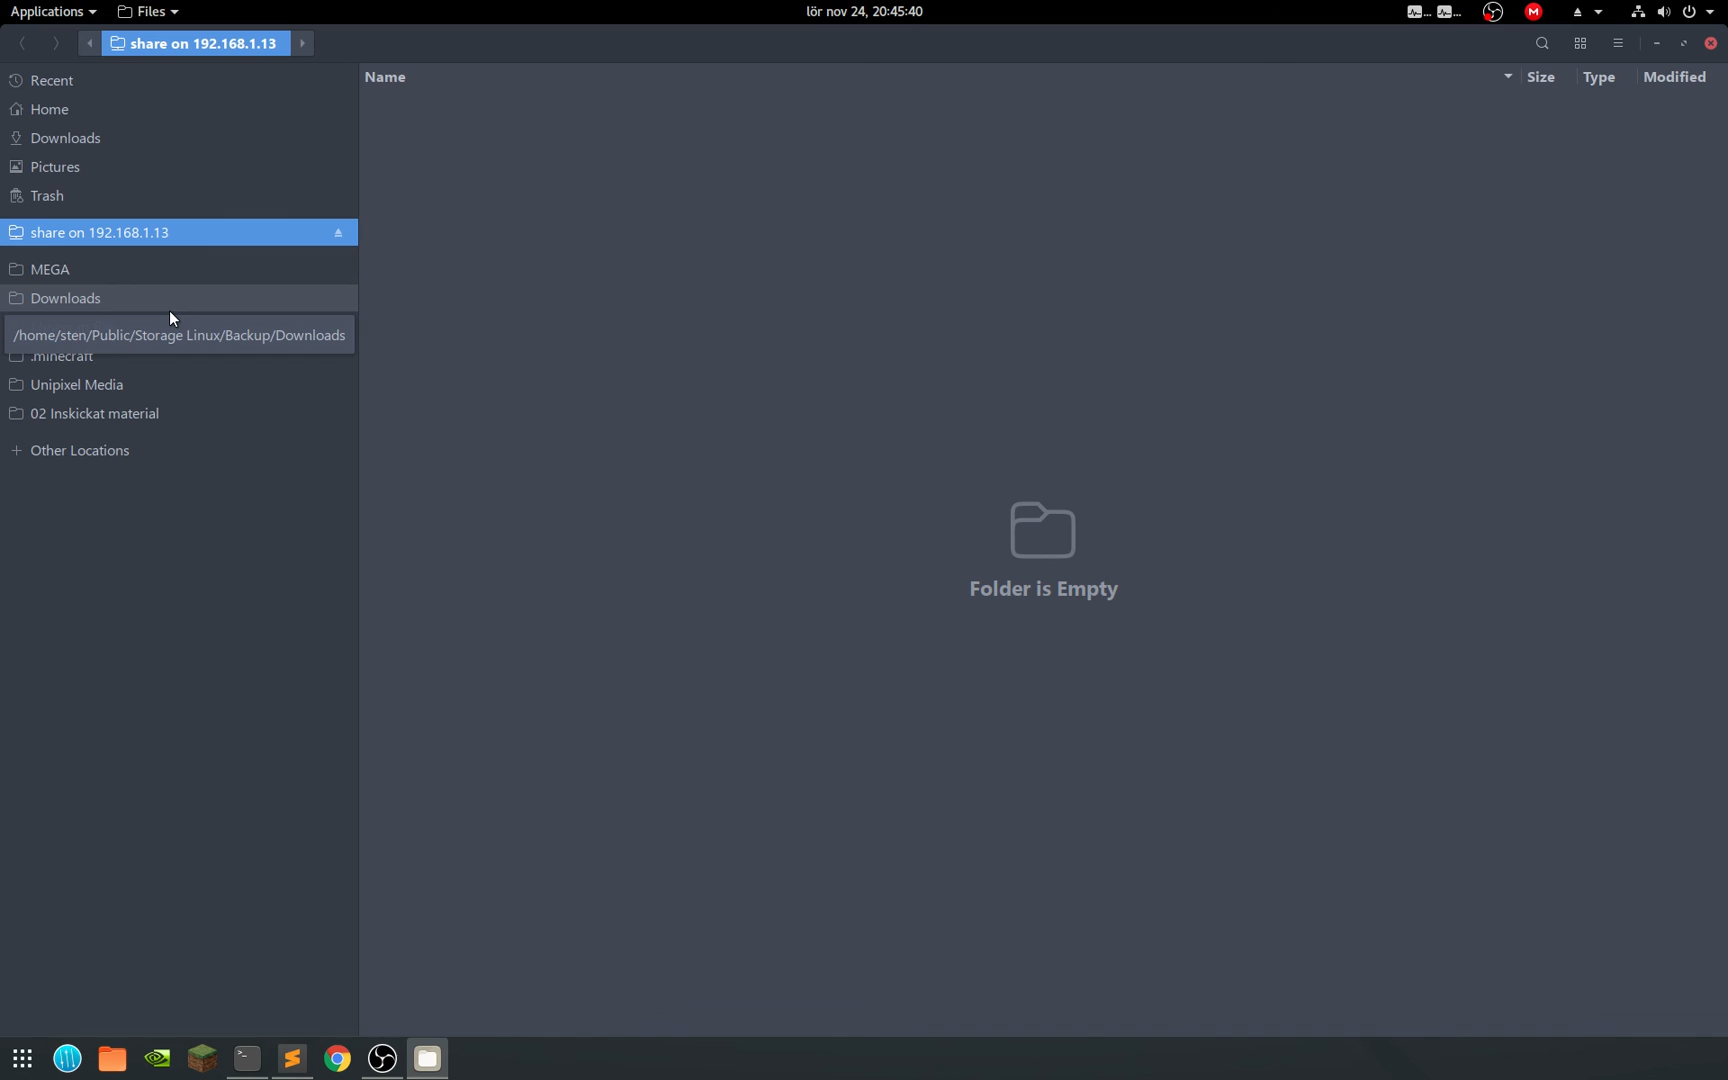 Applications Files lör nov 24, 20:45:40
share on 192.168.1.13
Name Size Type Modified
Recent
Home
Downloads
Pictures
Trash
share on 192.168.1.13
MEGA
Downloads
/home/sten/Public/Storage Linux/Backup/Downloads
.minecraft
Unipixel Media
02 Inskickat material
Other Locations
Folder is Empty